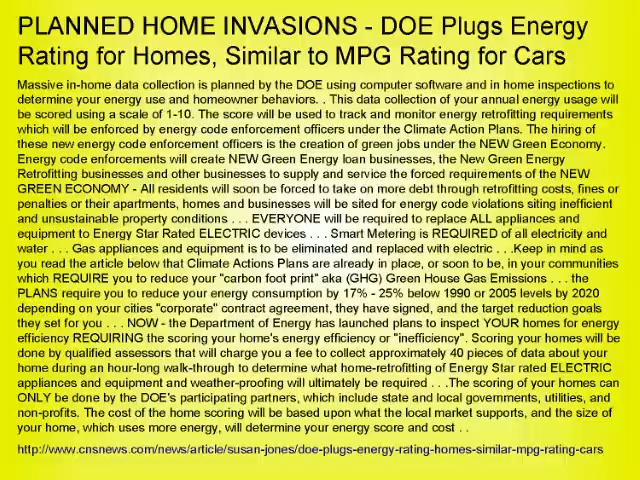 PLANNED HOME INVASIONS - DOE Plugs Energy
Rating for Homes, Similar to MPG Rating for Cars
Massive in-home data collection is planned by the DOE using computer software and in home inspections to
determine your energy use and homeowner behaviors. . This data collection of your annual energy usage will
be scored using a scale of 1-10. The score will be used to track and monitor energy retrofitting requirements
which will be enforced by energy code enforcement officers under the Climate Action Plans. The hiring of
these new energy code enforcement officers is the creation of green jobs under the NEW Green Economy.
Energy code enforcements will create NEW Green Energy loan businesses, the New Green Energy
Retrofitting businesses and other businesses to supply and service the forced requirements of the NEW
GREEN ECONOMY - All residents will soon be forced to take on more debt through retrofitting costs, fines or
penalties or their apartments, homes and businesses will be sited for energy code violations siting inefficient
and unsustainable property conditions . . . EVERYONE will be required to replace ALL appliances and
equipment to Energy Star Rated ELECTRIC devices . . . Smart Metering is REQUIRED of all electricity and
water . . . Gas appliances and equipment is to be eliminated and replaced with electric . . .Keep in mind as
you read the article below that Climate Actions Plans are already in place, or soon to be, in your communities
which REQUIRE you to reduce your "carbon foot print" aka (GHG) Green House Gas Emissions . . . the
PLANS require you to reduce your energy consumption by 17% - 25% below 1990 or 2005 levels by 2020
depending on your cities "corporate" contract agreement, they have signed, and the target reduction goals
they set for you . . . NOW - the Department of Energy has launched plans to inspect YOUR homes for energy
efficiency REQUIRING the scoring your home's energy efficiency or "inefficiency". Scoring your homes will be
done by qualified assessors that will charge you a fee to collect approximately 40 pieces of data about your
home during an hour-long walk-through to determine what home-retrofitting of Energy Star rated ELECTRIC
appliances and equipment and weather-proofing will ultimately be required . . .The scoring of your homes can
ONLY be done by the DOE's participating partners, which include state and local governments, utilities, and
non-profits. The cost of the home scoring will be based upon what the local market supports, and the size of
your home, which uses more energy, will determine your energy score and cost . .
http://www.cnsnews.com/news/article/susan-jones/doe-plugs-energy-rating-homes-similar-mpg-rating-cars